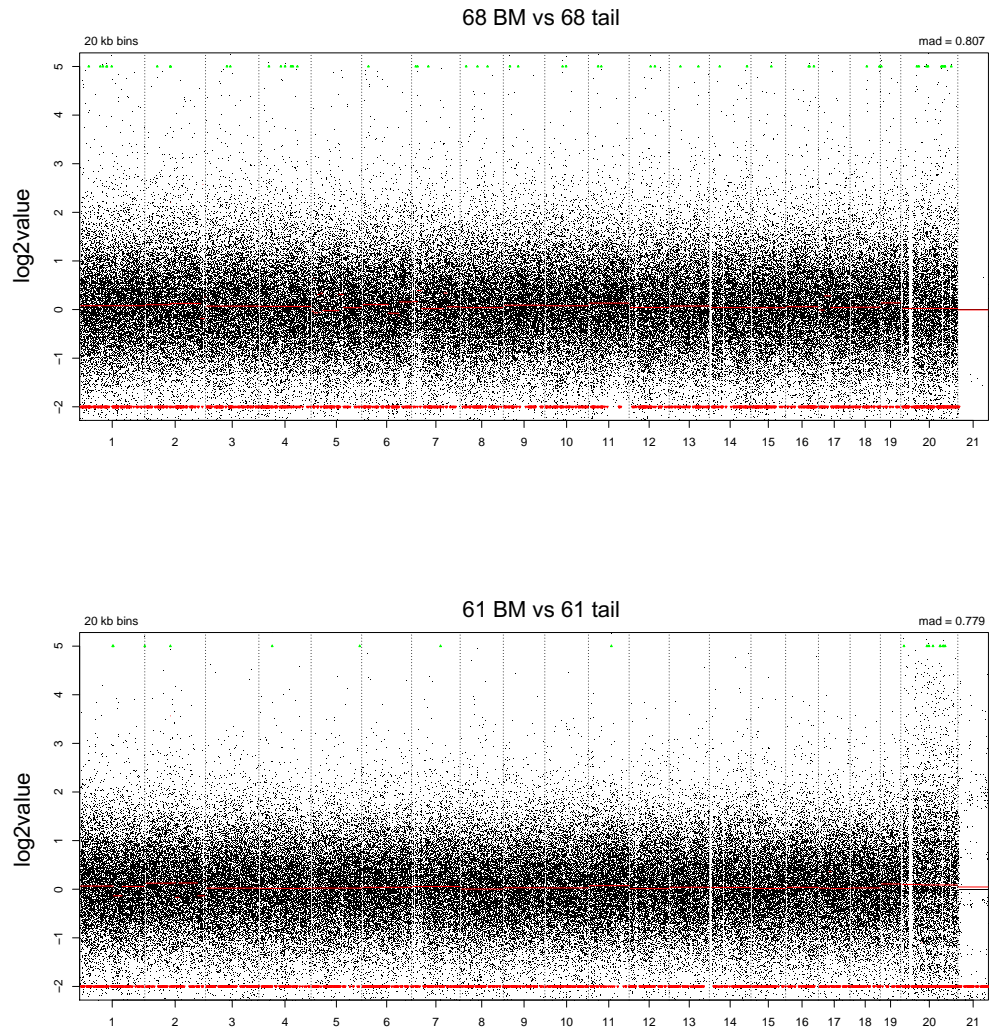 68 BM vs 68 tail
20 kb bins
mad = 0.807
5
4
3
2
1
0
-1
-2
log2value
1 2 3 4 5 6 7 8 9 10 11 12 13 14 15 16 17 18 19 20 21
61 BM vs 61 tail
20 kb bins
mad = 0.779
5
4
3
2
1
0
-1
-2
log2value
1 2 3 4 5 6 7 8 9 10 11 12 13 14 15 16 17 18 19 20 21